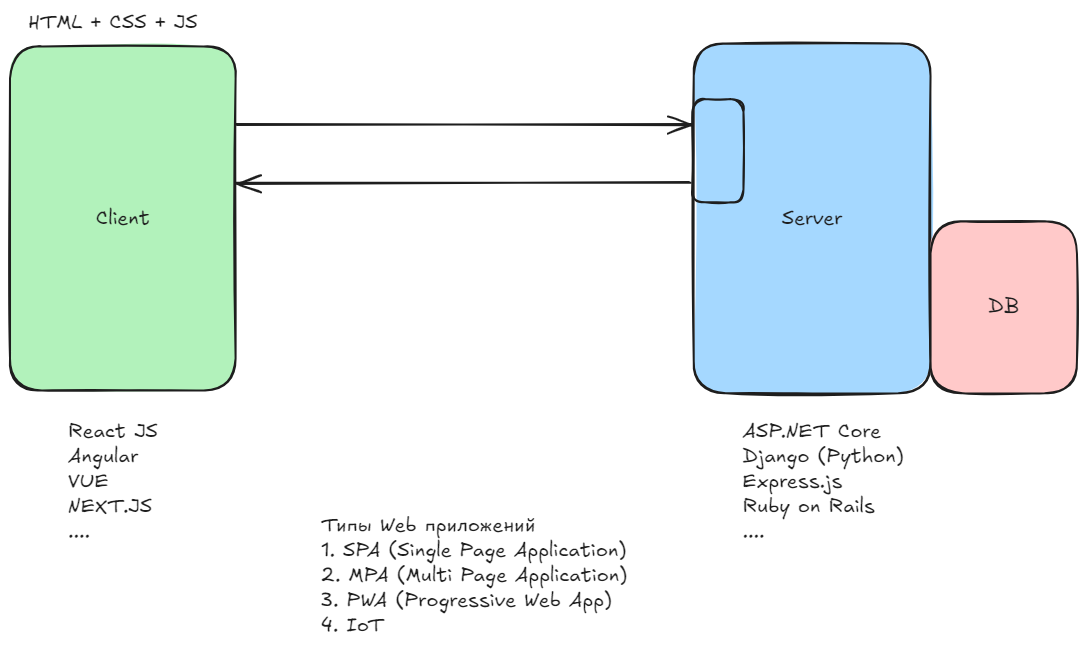 HTML + CSS + JS
Client
Server
DB
React JS
Angular
VUE
NEXT.JS
....
ASP.NET Core
Django (Python)
Express.js
Ruby on Rails
....
Типы Web приложений
1. SPA (Single Page Application)
2. MPA (Multi Page Application)
3. PWA (Progressive Web App)
4. IoT